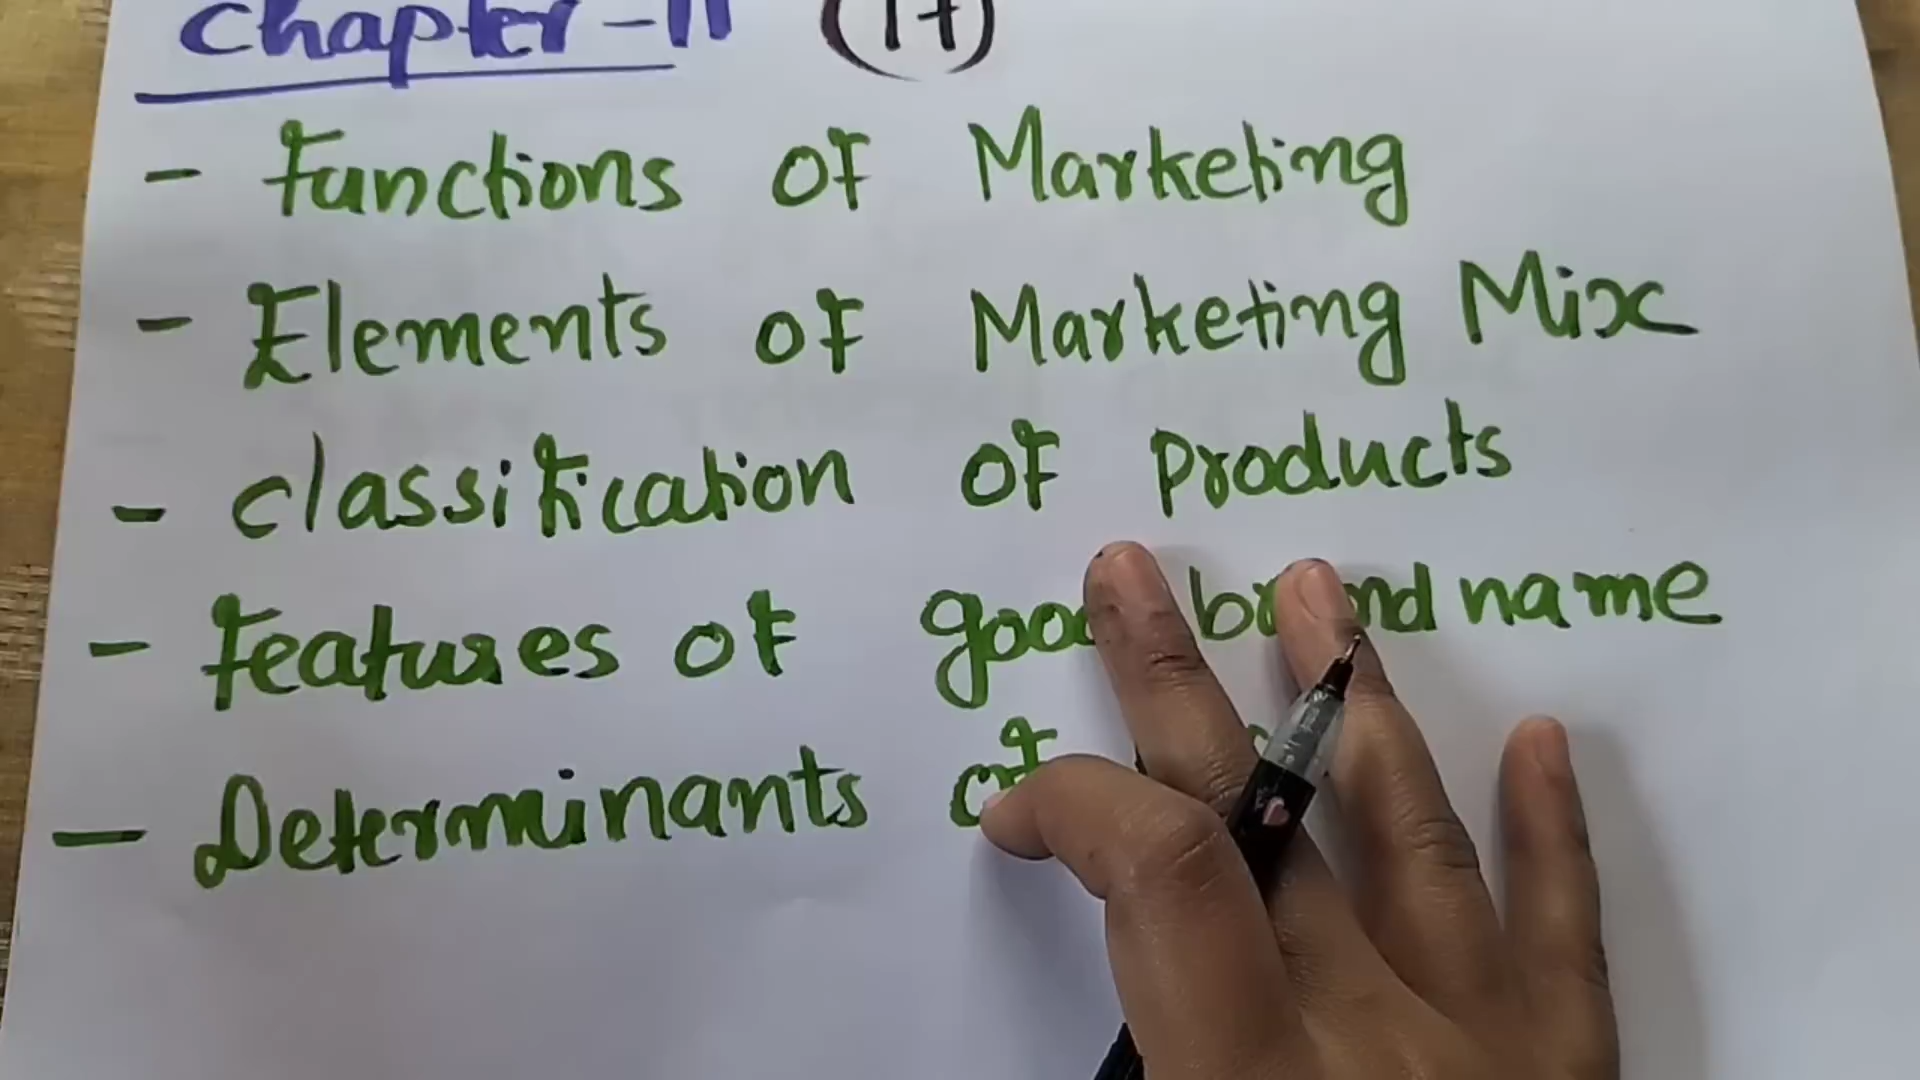 Chapter-11 (17)
- Functions of Marketing
- Elements of Marketing Mix
- classification of products
- Features of good brand name
- Determinants of